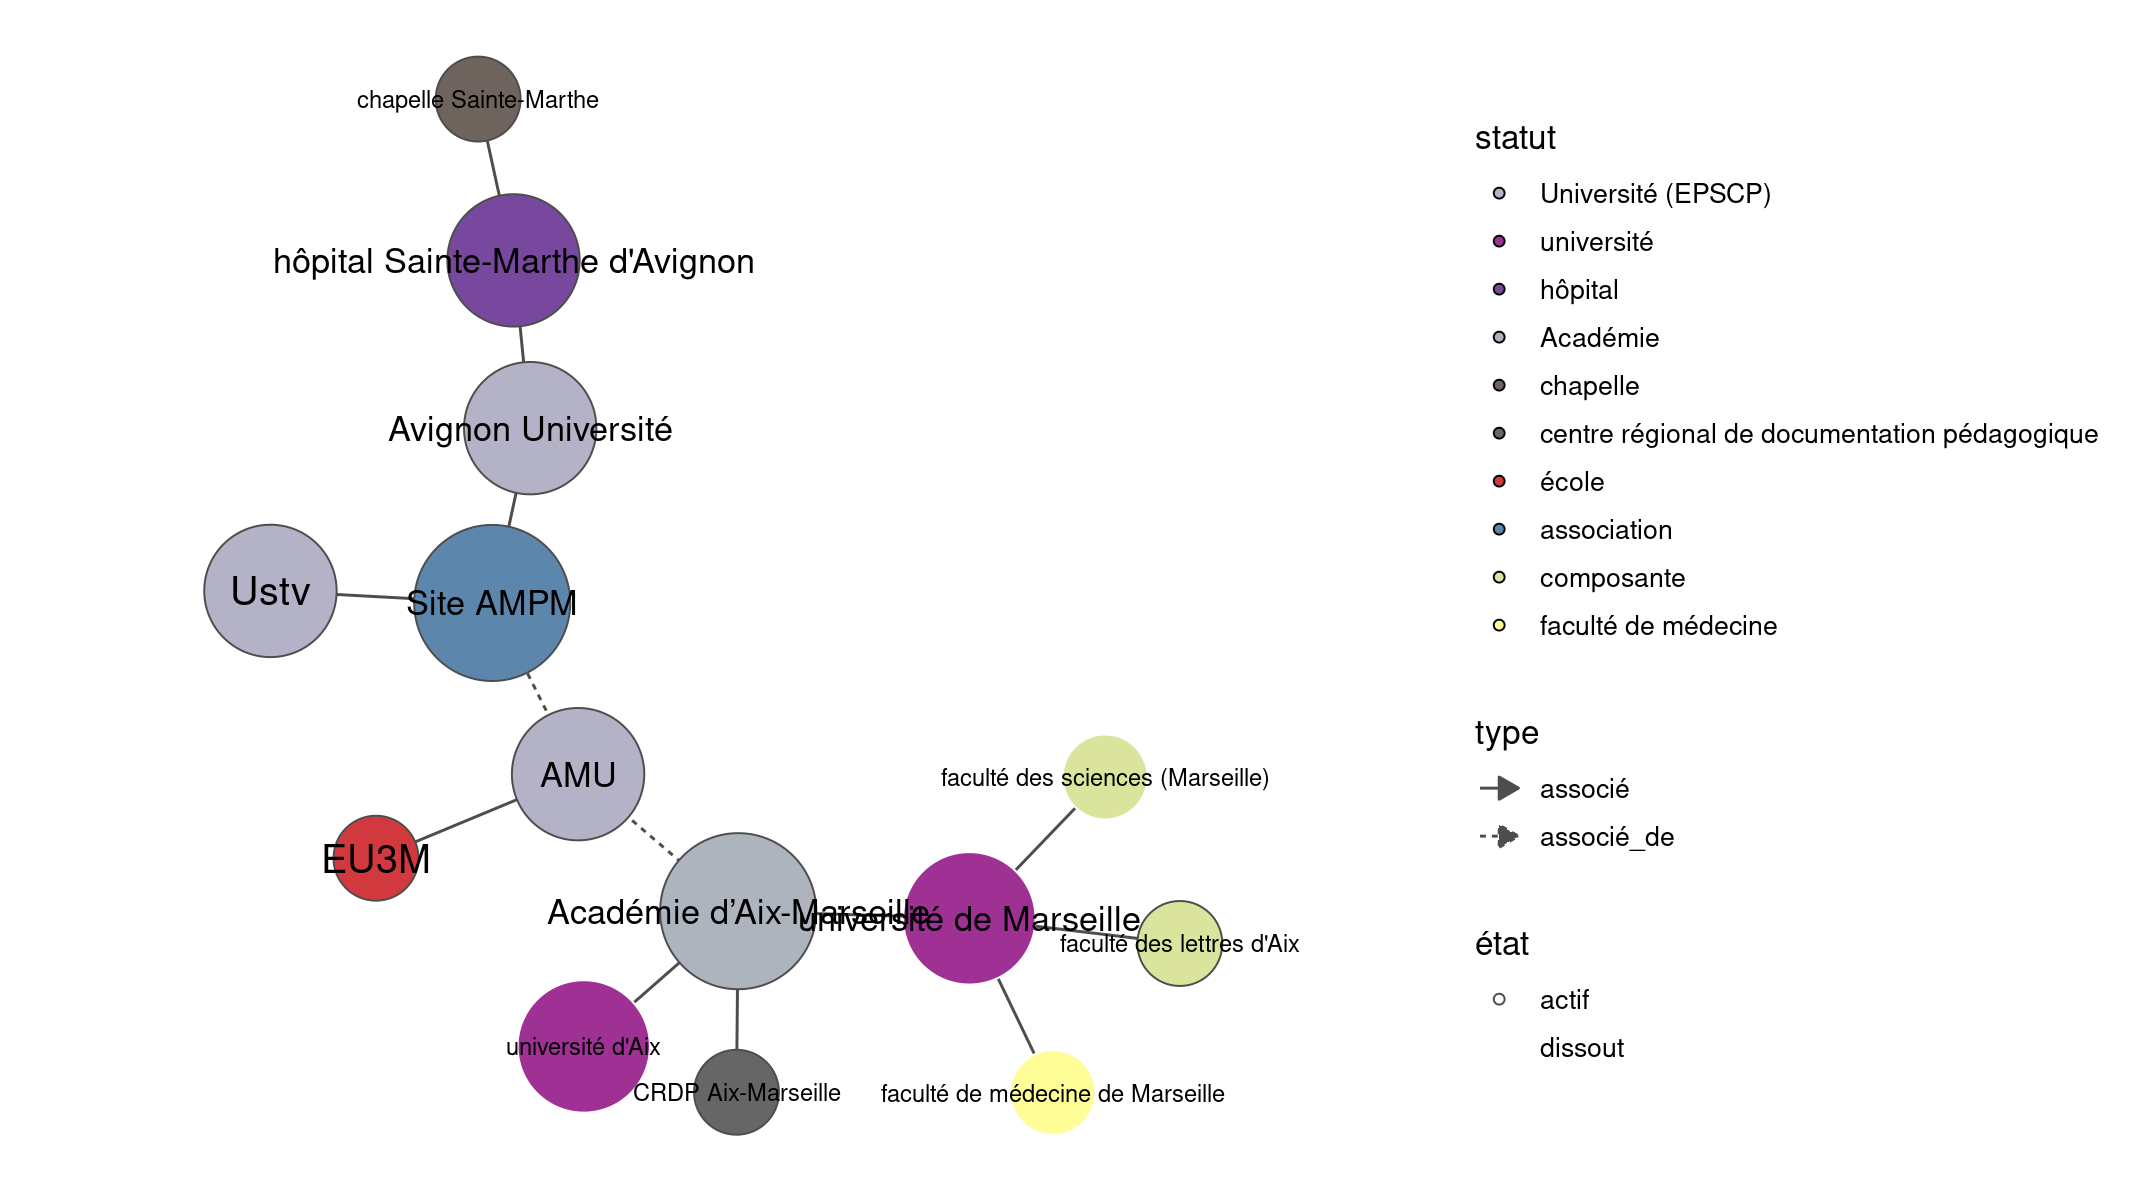 chapelle Sainte-Marthe
hôpital Sainte-Marthe d'Avignon
Avignon Université
Ustv
Site AMPM
AMU
EU3M
faculté des sciences (Marseille)
Académie d’Aix-Marseille
université de Marseille
faculté des lettres d'Aix
université d'Aix
CRDP Aix-Marseille
faculté de médecine de Marseille
statut
Université (EPSCP)
université
hôpital
Académie
chapelle
centre régional de documentation pédagogique
école
association
composante
faculté de médecine
type
associé
associé_de
état
actif
dissout